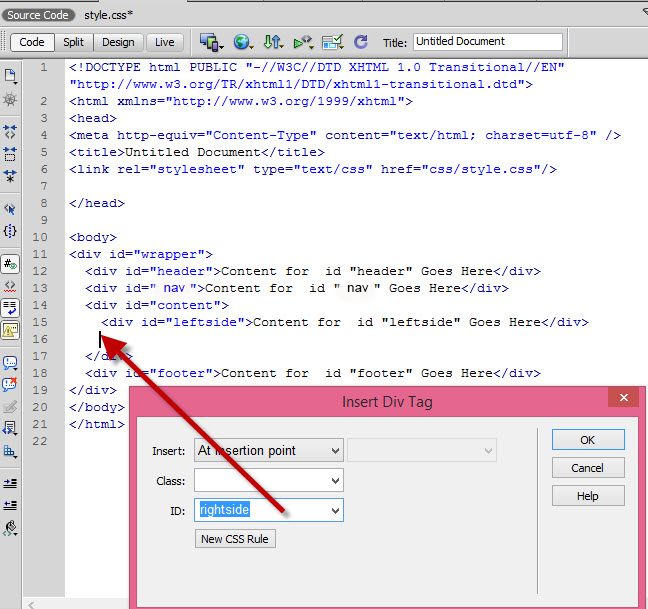 Source Code style.css*
Code Split Design Live Title: Untitled Document
1 <!DOCTYPE html PUBLIC "-//W3C//DTD XHTML 1.0 Transitional//EN"
"http://www.w3.org/TR/xhtml1/DTD/xhtml1-transitional.dtd">
2 <html xmlns="http://www.w3.org/1999/xhtml">
3 <head>
4 <meta http-equiv="Content-Type" content="text/html; charset=utf-8" />
5 <title>Untitled Document</title>
6 <link rel="stylesheet" type="text/css" href="css/style.css"/>
7
8 </head>
9
10 <body>
11 <div id="wrapper">
12 <div id="header">Content for  id "header" Goes Here</div>
13 <div id=" nav ">Content for  id " nav " Goes Here</div>
14 <div id="content">
15 <div id="leftside">Content for  id "leftside" Goes Here</div>
16
17 </div>
18 <div id="footer">Content for  id "footer" Goes Here</div>
19 </div>
20 </body>
21 </html>
22
Insert Div Tag
Insert: At insertion point OK
Class: Cancel
ID: rightside Help
New CSS Rule